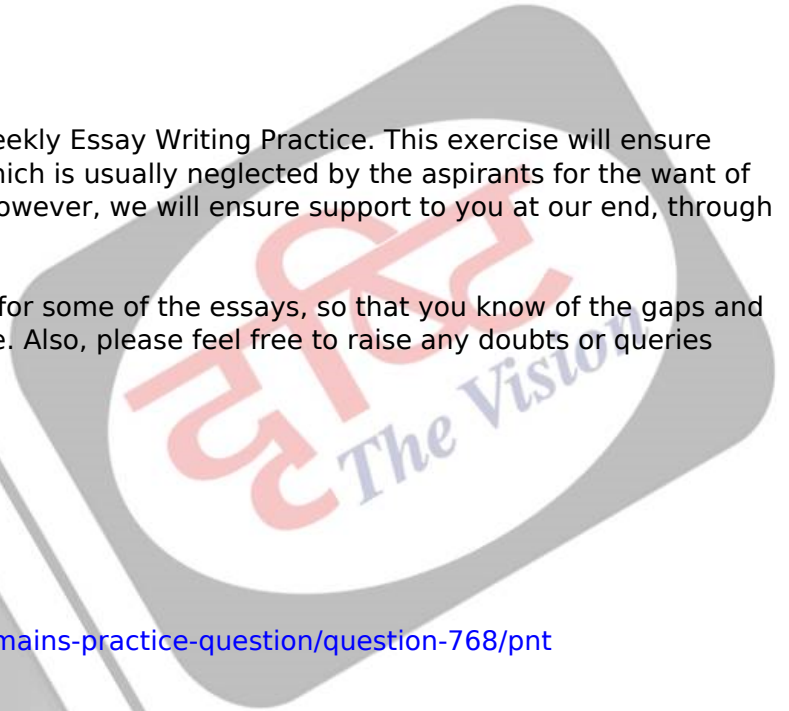 eekly Essay Writing Practice. This exercise will ensure
hich is usually neglected by the aspirants for the want of
owever, we will ensure support to you at our end, through
for some of the essays, so that you know of the gaps and
e. Also, please feel free to raise any doubts or queries
दृष्टि
The Vision
mains-practice-question/question-768/pnt